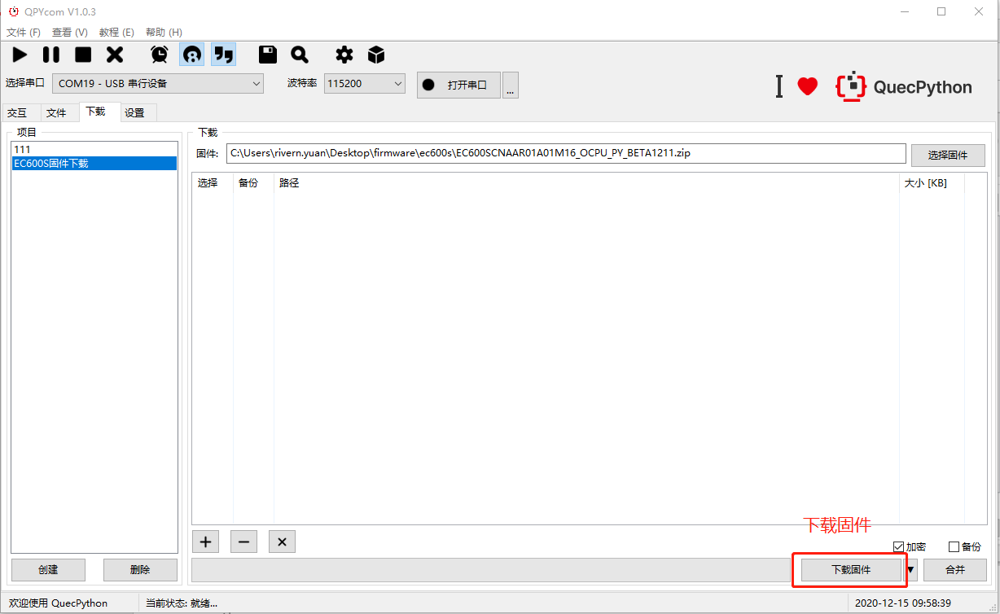 QPYcom V1.0.3
文件 (F) 查看 (V) 教程 (E) 帮助 (H)
选择串口 COM19 - USB 串行设备 波特率 115200 打开串口 ...
I QuecPython
交互 文件 下载 设置
项目
111
EC600S固件下载
下载
固件: C:\Users\rivern.yuan\Desktop\firmware\ec600s\EC600SCNAAR01A01M16_OCPU_PY_BETA1211.zip 选择固件
选择 备份 路径 大小 [KB]
下载固件
加密 备份
创建 删除 下载固件 合并
欢迎使用 QuecPython 当前状态: 就绪... 2020-12-15 09:58:39